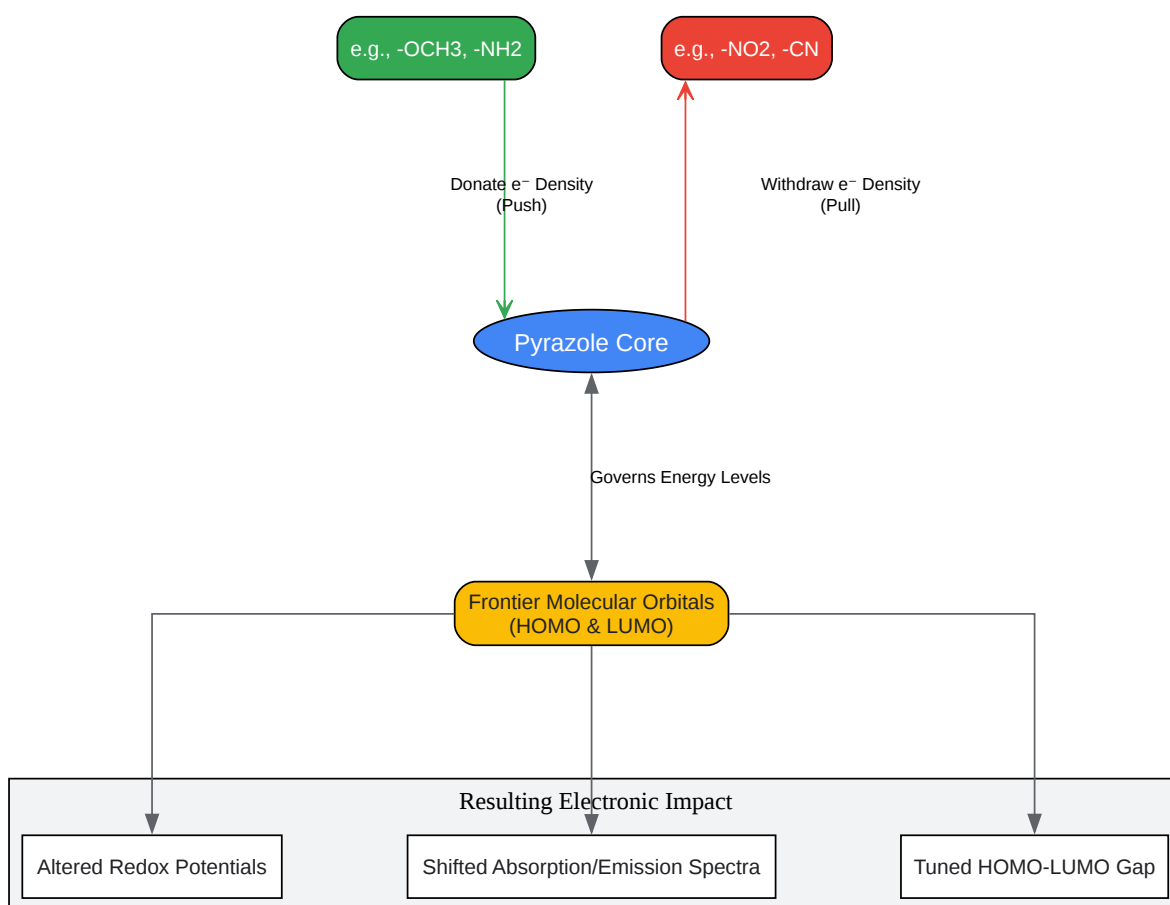 e.g., -OCH3, -NH2
e.g., -NO2, -CN
Donate e⁻ Density
(Push)
Withdraw e⁻ Density
(Pull)
Pyrazole Core
Governs Energy Levels
Frontier Molecular Orbitals
(HOMO & LUMO)
Resulting Electronic Impact
Altered Redox Potentials
Shifted Absorption/Emission Spectra
Tuned HOMO-LUMO Gap